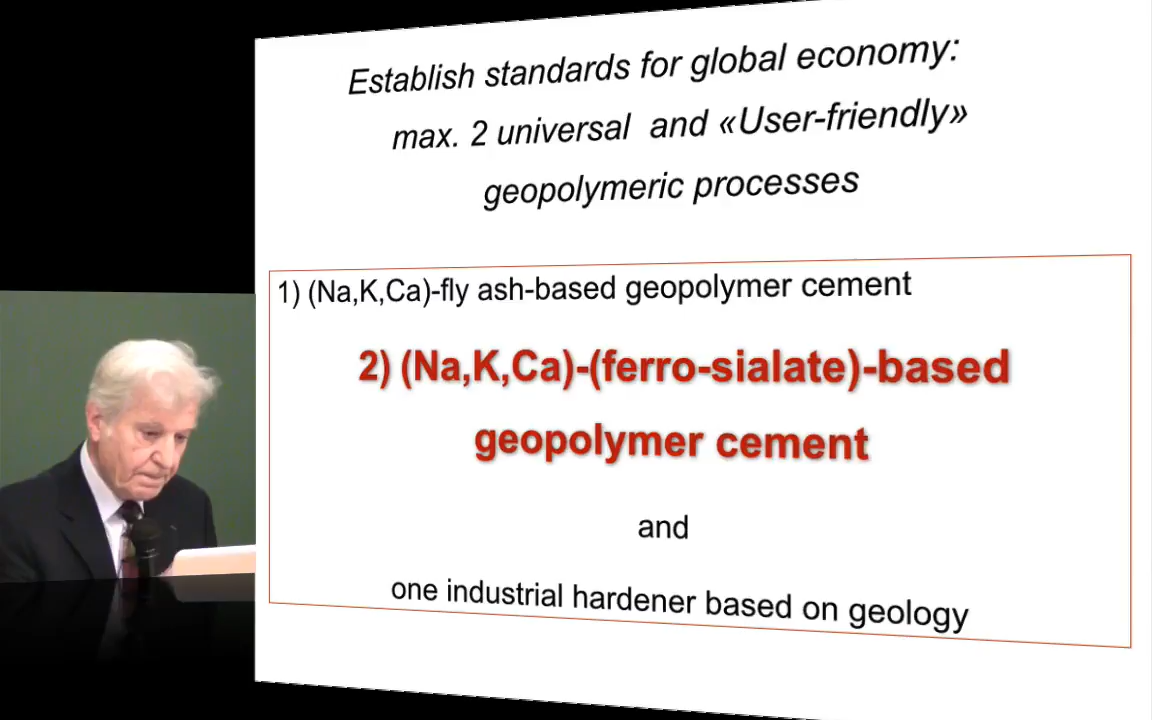 Establish standards for global economy:
max. 2 universal and «User-friendly»
geopolymeric processes
1) (Na,K,Ca)-fly ash-based geopolymer cement
2) (Na,K,Ca)-(ferro-sialate)-based
geopolymer cement
and
one industrial hardener based on geology